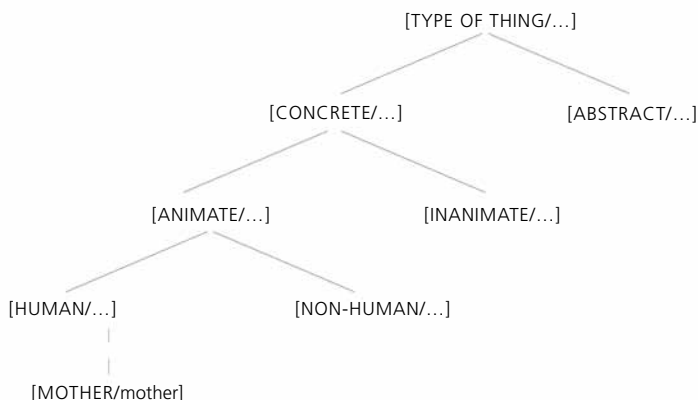 [TYPE OF THING/…]
[CONCRETE/…] [ABSTRACT/…]
[ANIMATE/…] [INANIMATE/…]
[HUMAN/…] [NON-HUMAN/…]
[MOTHER/mother]